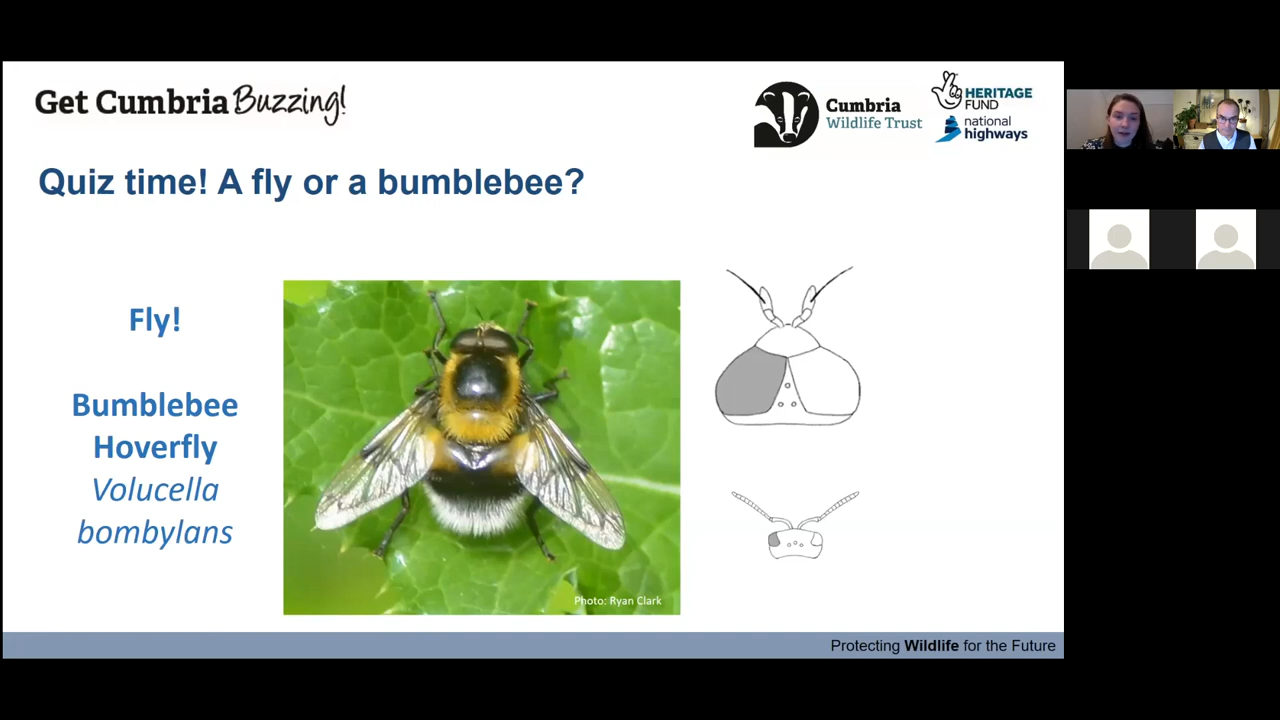 Get Cumbria Buzzing!
Cumbria
Wildlife Trust
HERITAGE
FUND
national
highways
Quiz time! A fly or a bumblebee?
Fly!
Bumblebee
Hoverfly
Volucella
bombylans
Photo: Ryan Clark
Protecting Wildlife for the Future